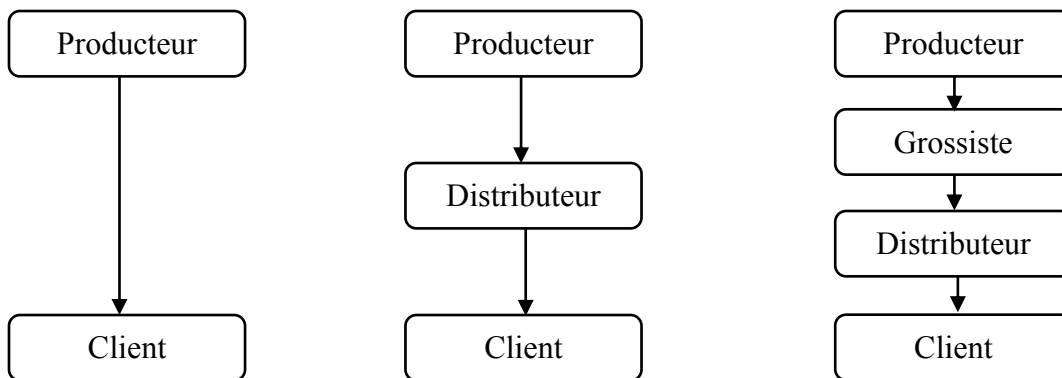 Producteur
Client
Producteur
Distributeur
Client
Producteur
Grossiste
Distributeur
Client